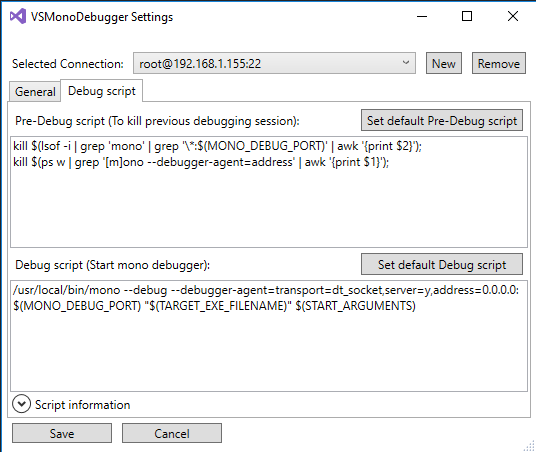 VSMonoDebugger Settings
Selected Connection: root@192.168.1.155:22 New Remove
General Debug script
Pre-Debug script (To kill previous debugging session): Set default Pre-Debug script
kill $(lsof -i | grep 'mono' | grep '\*:$(MONO_DEBUG_PORT)' | awk '{print $2}');
kill $(ps w | grep '[m]ono --debugger-agent=address' | awk '{print $1}');
Debug script (Start mono debugger): Set default Debug script
/usr/local/bin/mono --debug --debugger-agent=transport=dt_socket,server=y,address=0.0.0.0:
$(MONO_DEBUG_PORT) "$(TARGET_EXE_FILENAME)" $(START_ARGUMENTS)
Script information
Save Cancel